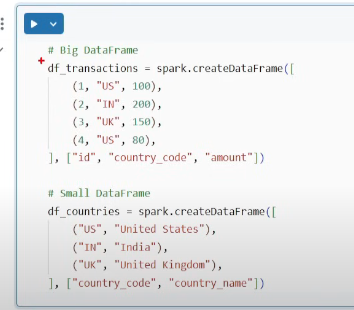 # Big DataFrame
df_transactions = spark.createDataFrame([
    (1, "US", 100),
    (2, "IN", 200),
    (3, "UK", 150),
    (4, "US", 80),
], ["id", "country_code", "amount"])

# Small DataFrame
df_countries = spark.createDataFrame([
    ("US", "United States"),
    ("IN", "India"),
    ("UK", "United Kingdom"),
], ["country_code", "country_name"])